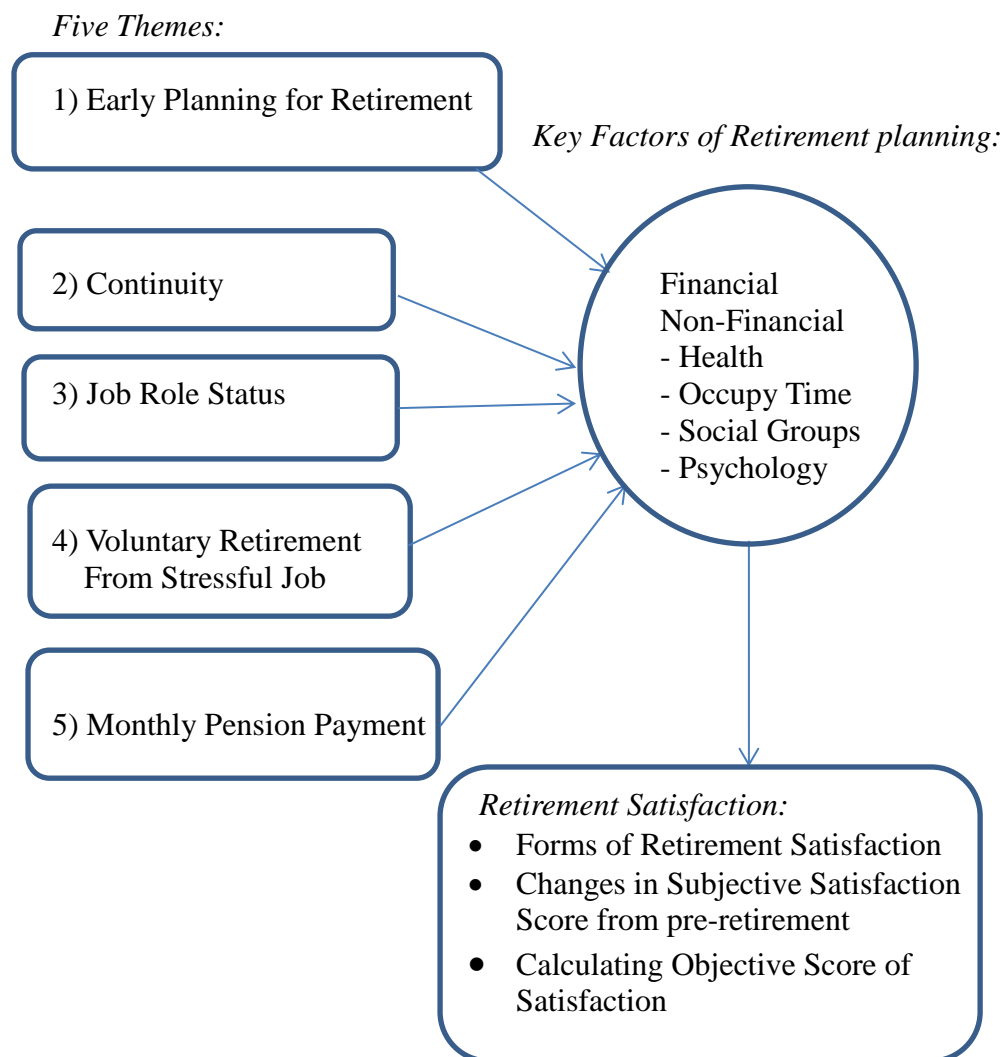 Five Themes:
1) Early Planning for Retirement
Key Factors of Retirement planning:
2) Continuity
3) Job Role Status
4) Voluntary Retirement
From Stressful Job
5) Monthly Pension Payment
Financial
Non-Financial
- Health
- Occupy Time
- Social Groups
- Psychology
Retirement Satisfaction:
• Forms of Retirement Satisfaction
• Changes in Subjective Satisfaction
Score from pre-retirement
• Calculating Objective Score of
Satisfaction